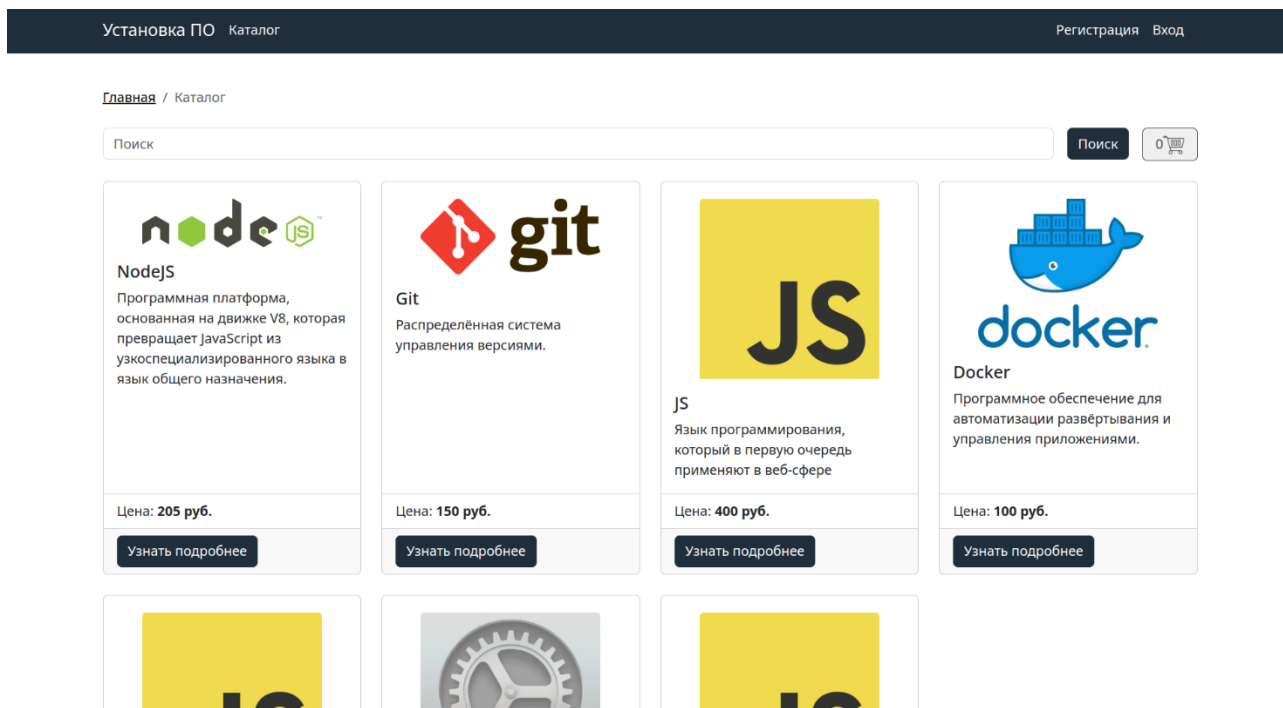 Установка ПО Каталог Регистрация Вход
Главная / Каталог
Поиск Поиск 0
node JS
NodeJS
Программная платформа,
основанная на движке V8, которая
превращает JavaScript из
узкоспециализированного языка в
язык общего назначения.
Цена: 205 руб.
Узнать подробнее
git
Git
Распределённая система
управления версиями.
Цена: 150 руб.
Узнать подробнее
JS
JS
Язык программирования,
который в первую очередь
применяют в веб-сфере
Цена: 400 руб.
Узнать подробнее
docker
Docker
Программное обеспечение для
автоматизации развёртывания и
управления приложениями.
Цена: 100 руб.
Узнать подробнее
JS
JS